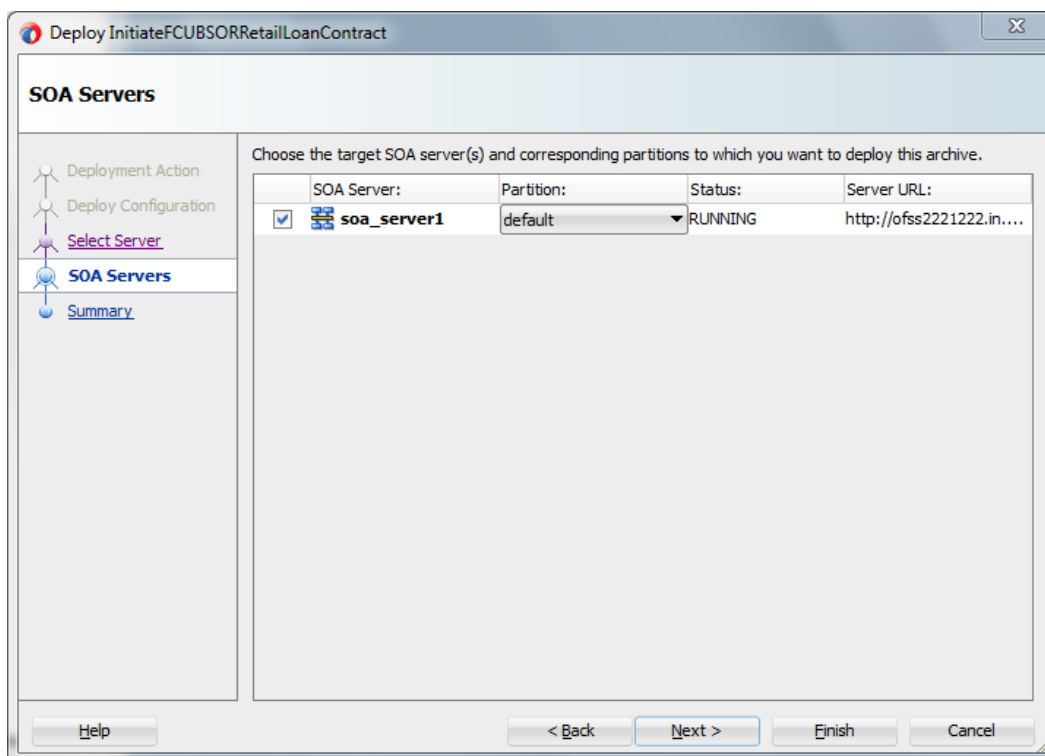 Deploy InitiateFCUBSORRetailLoanContract
SOA Servers
Deployment Action
Deploy Configuration
Select Server
SOA Servers
Summary
Choose the target SOA server(s) and corresponding partitions to which you want to deploy this archive.
SOA Server: Partition: Status: Server URL:
soa_server1 default RUNNING http://ofss2221222.in....
Help < Back Next > Finish Cancel